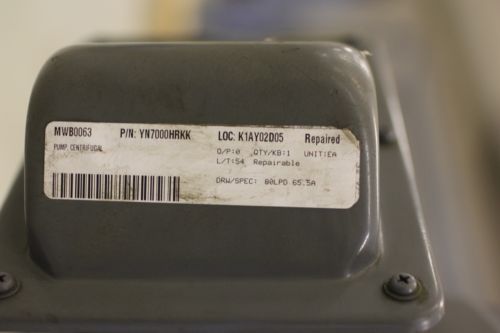 MWB0063 P/N: YN7000HRKK LOC: K1AY02D05 Repaired
PUMP, CENTRIFUGAL O/P:0 QTY/KB:1 UNIT:EA
L/T:54 Repairable
DRW/SPEC: 80LPD 65.5A